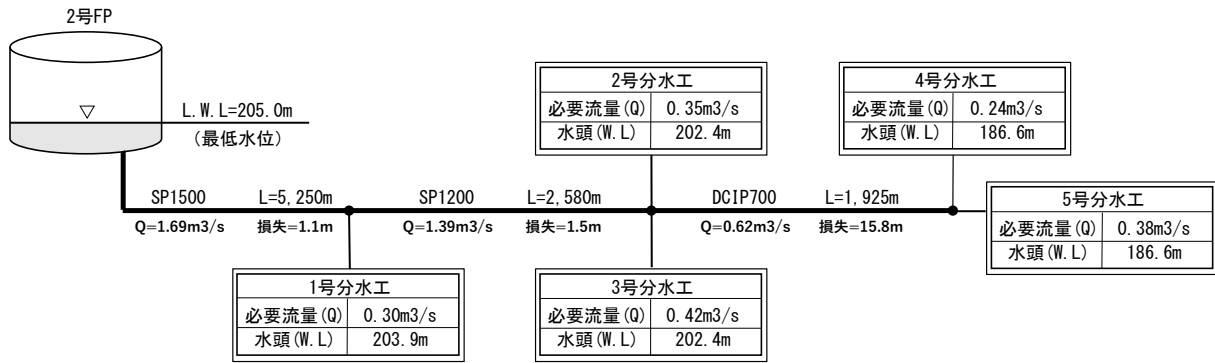 2号FP
L.W.L=205.0m
(最低水位)
2号分水工
必要流量(Q) 0.35m3/s
水頭(W.L) 202.4m
4号分水工
必要流量(Q) 0.24m3/s
水頭(W.L) 186.6m
SP1500 L=5,250m
Q=1.69m3/s 損失=1.1m
SP1200 L=2,580m
Q=1.39m3/s 損失=1.5m
DCIP700 L=1,925m
Q=0.62m3/s 損失=15.8m
5号分水工
必要流量(Q) 0.38m3/s
水頭(W.L) 186.6m
1号分水工
必要流量(Q) 0.30m3/s
水頭(W.L) 203.9m
3号分水工
必要流量(Q) 0.42m3/s
水頭(W.L) 202.4m